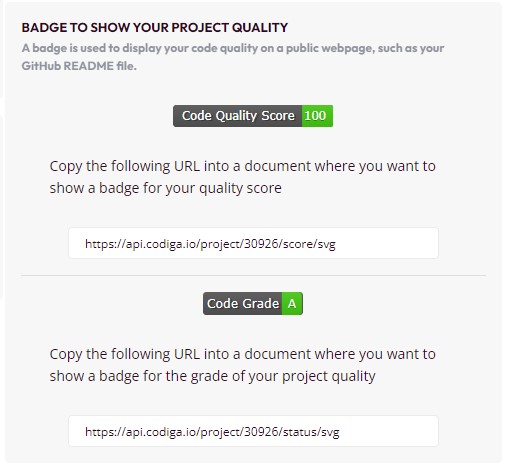 BADGE TO SHOW YOUR PROJECT QUALITY
A badge is used to display your code quality on a public webpage, such as your
GitHub README file.
Code Quality Score 100
Copy the following URL into a document where you want to
show a badge for your quality score
https://api.codiga.io/project/30926/score/svg
Code Grade A
Copy the following URL into a document where you want to
show a badge for the grade of your project quality
https://api.codiga.io/project/30926/status/svg